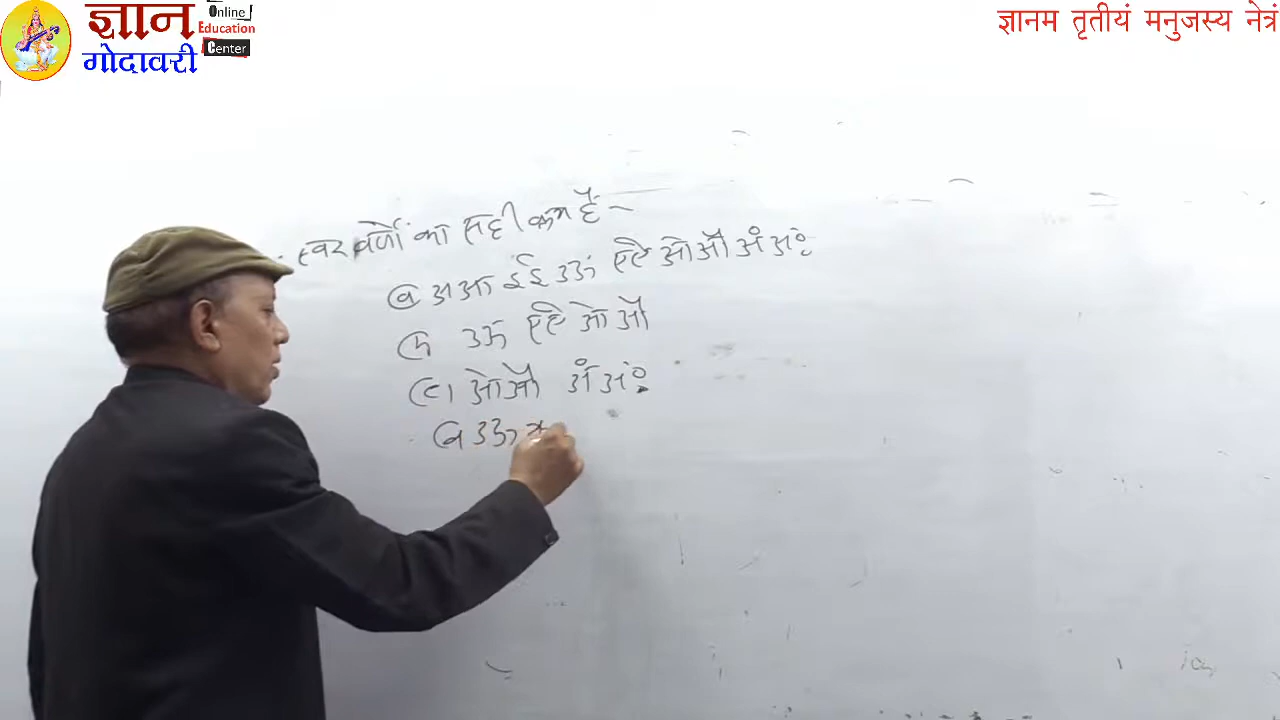 ज्ञान
गोदावरी
Online
Education
Center
ज्ञानम तृतीयं मनुजस्य नेत्रं
स्वर वर्णों का सही क्रम है -
अ आ इ ई उ ऊ ए ऐ ओ औ अं अः
उ ऊ ए ऐ ओ औ
ओ औ अं अः
उ ऊ